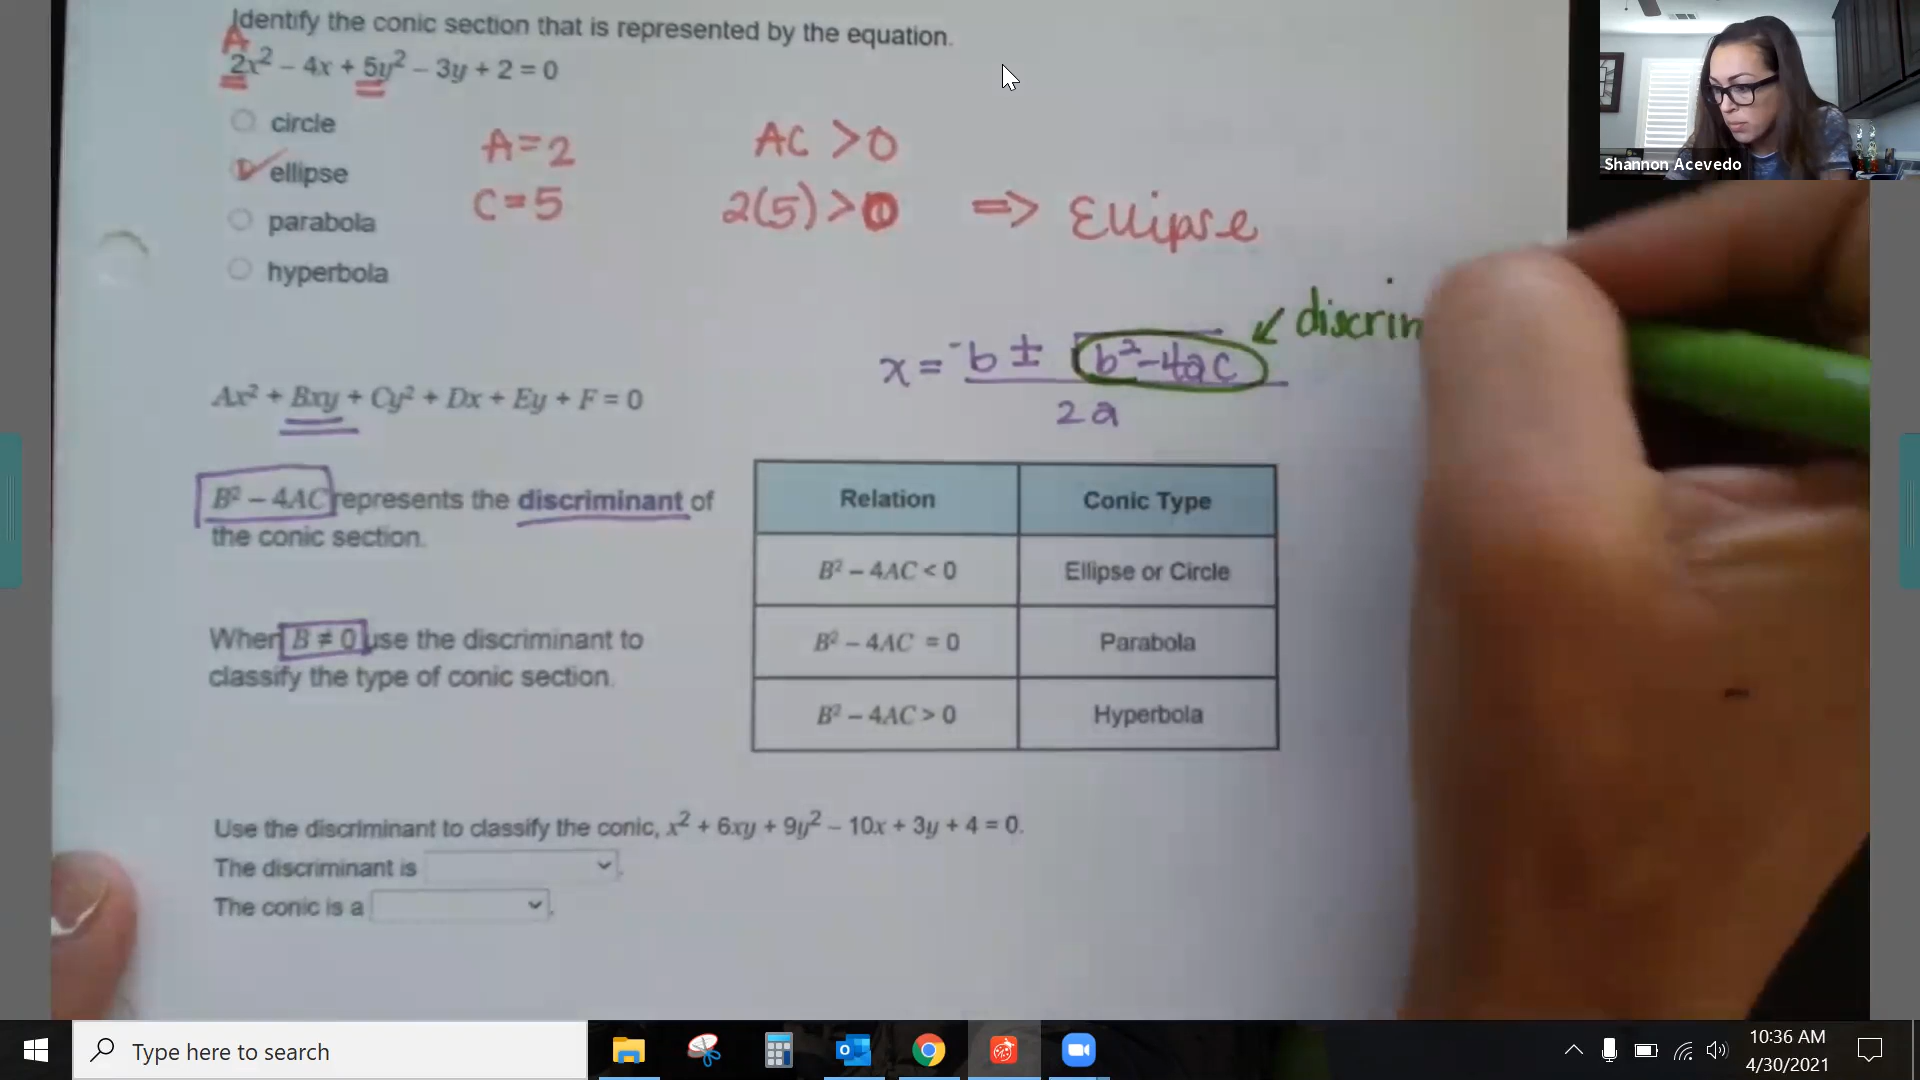 Identify the conic section that is represented by the equation.
A
2x² – 4x + 5y² – 3y + 2 = 0
circle
ellipse
parabola
hyperbola
A=2
C=5
AC >0
2(5)>0
=> Ellipse
x = -b ± √b²-4ac
2a
discrim
Ax² + Bxy + Cy² + Dx + Ey + F = 0
B² – 4AC represents the discriminant of
the conic section.
When B ≠ 0 use the discriminant to
classify the type of conic section.
Relation Conic Type
B² – 4AC < 0 Ellipse or Circle
B² – 4AC = 0 Parabola
B² – 4AC > 0 Hyperbola
Use the discriminant to classify the conic, x² + 6xy + 9y² – 10x + 3y + 4 = 0.
The discriminant is .
The conic is a .
Shannon Acevedo
Type here to search
10:36 AM
4/30/2021